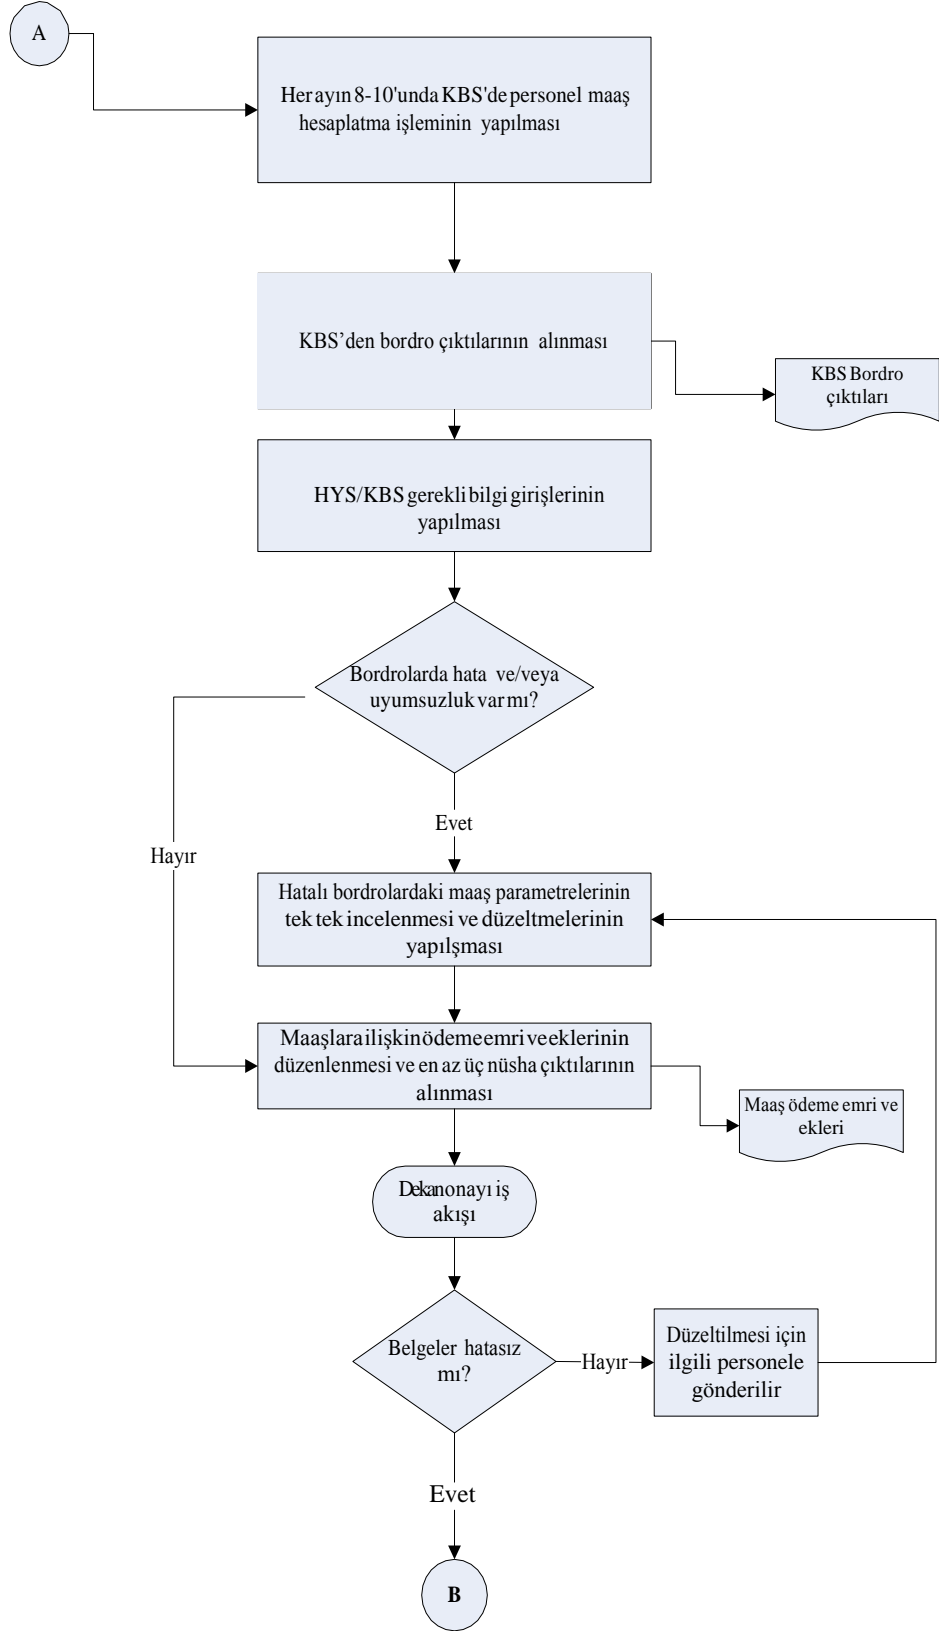 A
Her ayın 8-10'unda KBS'de personel maaş
hesaplatma işleminin yapılması
KBS'den bordro çıktılarının alınması
KBS Bordro
çıktıları
HYS/KBS gerekli bilgi girişlerinin
yapılması
Bordrolarda hata ve/veya
uyumsuzluk var mı?
Evet
Hayır
Hatalı bordrolardaki maaş parametrelerinin
tek tek incelenmesi ve düzeltmelerinin
yapılşması
Maaşlara ilişkin ödeme emri ve eklerinin
düzenlenmesi ve en az üç nüsha çıktılarının
alınması
Maaş ödeme emri ve
ekleri
Dekan onayı iş
akışı
Belgeler hatasız
mı?
Hayır
Düzeltilmesi için
ilgili personele
gönderilir
Evet
B